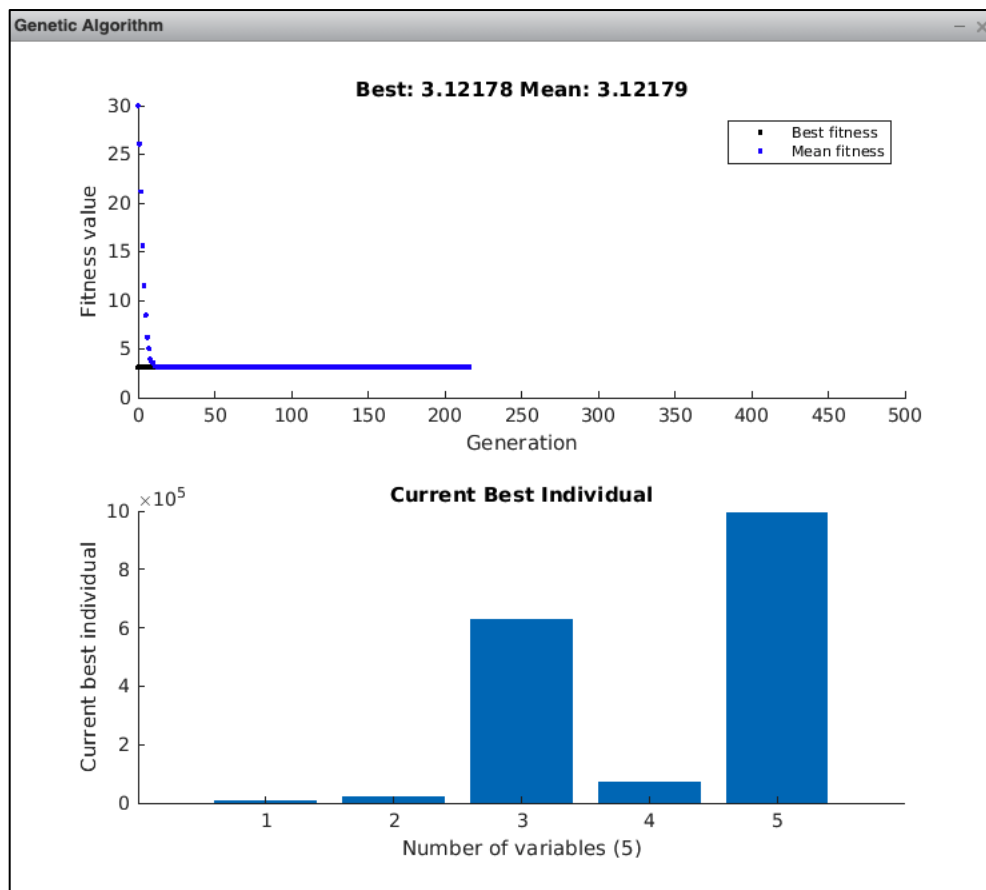 Genetic Algorithm
Best: 3.12178 Mean: 3.12179
Best fitness
Mean fitness
Fitness value
30
25
20
15
10
5
0
0 50 100 150 200 250 300 350 400 450 500
Generation
Current Best Individual
×10⁵
Current best individual
10
8
6
4
2
0
1 2 3 4 5
Number of variables (5)